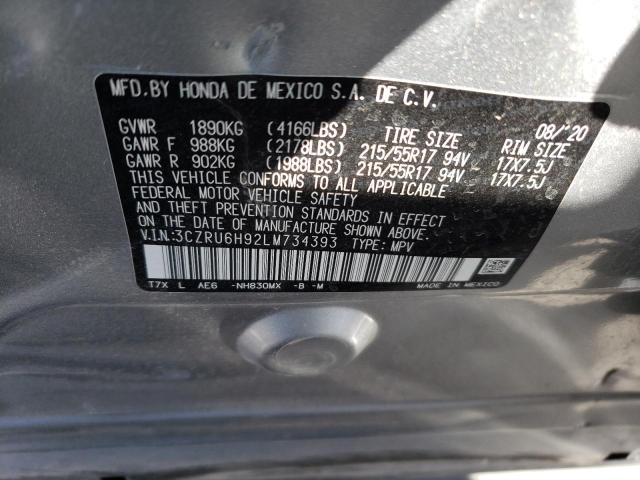 MFD.BY HONDA DE MEXICO S.A. DE C.V.
08/'20
GVWR 1890KG (4166LBS) TIRE SIZE RIM SIZE
GAWR F 988KG (2178LBS) 215/55R17 94V 17X7.5J
GAWR R 902KG (1988LBS) 215/55R17 94V 17X7.5J
THIS VEHICLE CONFORMS TO ALL APPLICABLE
FEDERAL MOTOR VEHICLE SAFETY
AND THEFT PREVENTION STANDARDS IN EFFECT
ON THE DATE OF MANUFACTURE SHOWN ABOVE.
V.I.N:3CZRU6H92LM734393 TYPE: MPV
T7X L AE6 -NH830MX -B -M MADE IN MEXICO